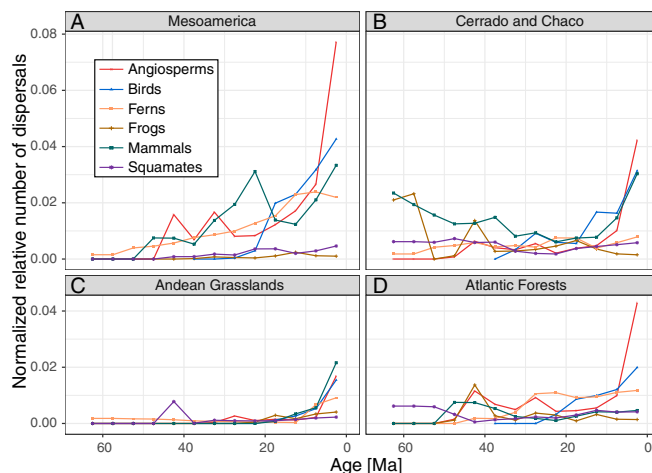 A Mesoamerica
B Cerrado and Chaco
0.08
0.06
0.04
0.02
0.00
Angiosperms
Birds
Ferns
Frogs
Mammals
Squamates
Normalized relative number of dispersals
C Andean Grasslands
D Atlantic Forests
0.04
0.02
0.00
60 40 20 0
60 40 20 0
Age [Ma]